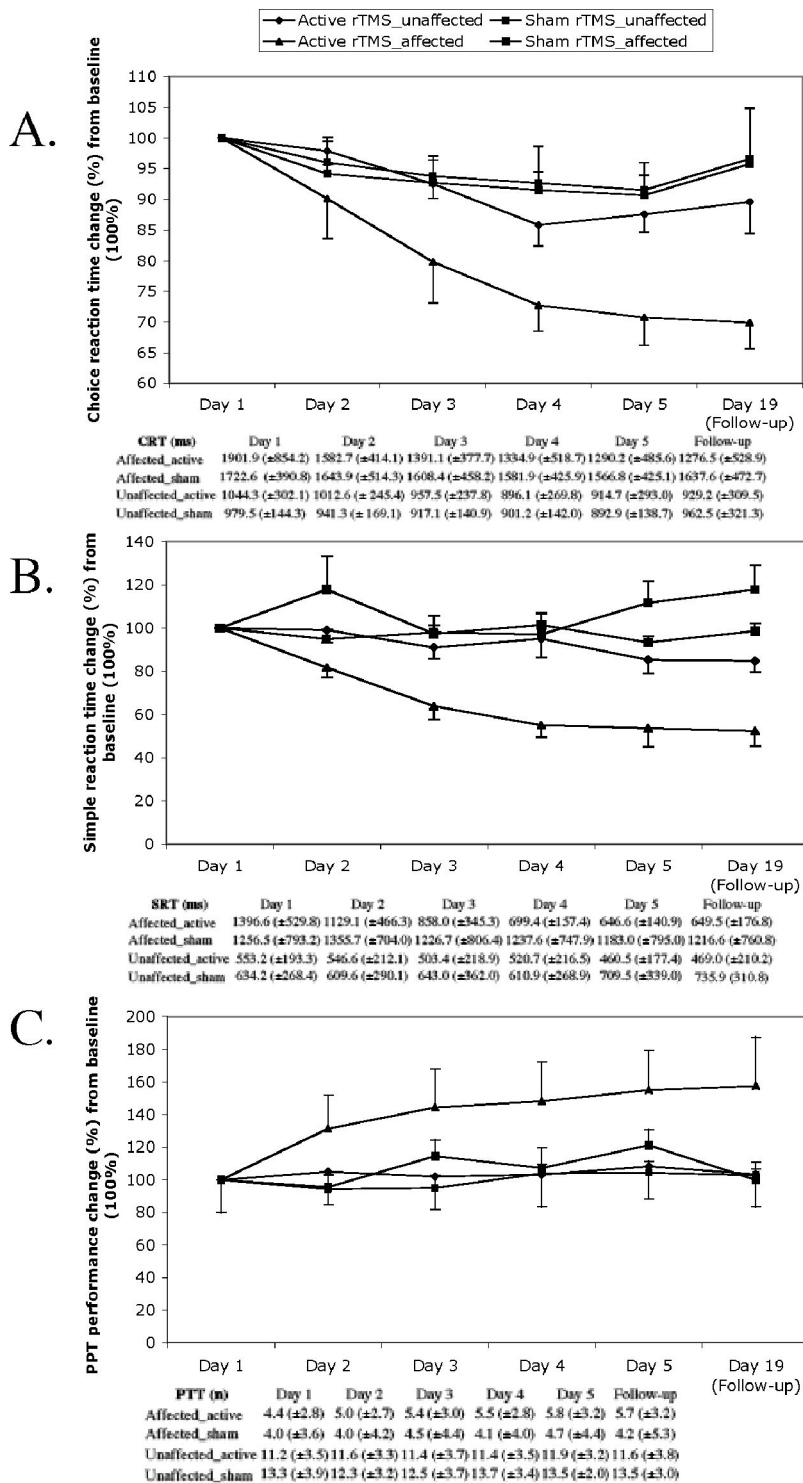 Active rTMS_unaffected Sham rTMS_unaffected
Active rTMS_affected Sham rTMS_affected
A.
Choice reaction time change (%) from baseline
(100%)
110
105
100
95
90
85
80
75
70
65
60
Day 1 Day 2 Day 3 Day 4 Day 5 Day 19
(Follow-up)
CRT (ms) Day 1 Day 2 Day 3 Day 4 Day 5 Follow-up
Affected_active 1901.9 (±854.2) 1582.7 (±414.1) 1391.1 (±377.7) 1334.9 (±518.7) 1290.2 (±485.6) 1276.5 (±528.9)
Affected_sham 1722.6 (±390.8) 1643.9 (±514.3) 1608.4 (±458.2) 1581.9 (±425.9) 1566.8 (±425.1) 1637.6 (±472.7)
Unaffected_active 1044.3 (±302.1) 1012.6 (± 245.4) 957.5 (±237.8) 896.1 (±269.8) 914.7 (±293.0) 929.2 (±309.5)
Unaffected_sham 979.5 (±144.3) 941.3 (± 169.1) 917.1 (±140.9) 901.2 (±142.0) 892.9 (±138.7) 962.5 (±321.3)
B.
Simple reaction time change (%) from
baseline (100%)
140
120
100
80
60
40
20
0
Day 1 Day 2 Day 3 Day 4 Day 5 Day 19
(Follow-up)
SRT (ms) Day 1 Day 2 Day 3 Day 4 Day 5 Follow-up
Affected_active 1396.6 (±529.8) 1129.1 (±466.3) 858.0 (±345.3) 699.4 (±157.4) 646.6 (±140.9) 649.5 (±176.8)
Affected_sham 1256.5 (±793.2) 1355.7 (±704.0) 1226.7 (±806.4) 1237.6 (±747.9) 1183.0 (±795.0) 1216.6 (±760.8)
Unaffected_active 553.2 (±193.3) 546.6 (±212.1) 503.4 (±218.9) 520.7 (±216.5) 460.5 (±177.4) 469.0 (±210.2)
Unaffected_sham 634.2 (±268.4) 609.6 (±290.1) 643.0 (±362.0) 610.9 (±268.9) 709.5 (±339.0) 735.9 (310.8)
C.
PPT performance change (%) from baseline
(100%)
200
180
160
140
120
100
80
60
40
20
0
Day 1 Day 2 Day 3 Day 4 Day 5 Day 19
(Follow-up)
PTT (n) Day 1 Day 2 Day 3 Day 4 Day 5 Follow-up
Affected_active 4.4 (±2.8) 5.0 (±2.7) 5.4 (±3.0) 5.5 (±2.8) 5.8 (±3.2) 5.7 (±3.2)
Affected_sham 4.0 (±3.6) 4.0 (±4.2) 4.5 (±4.4) 4.1 (±4.0) 4.7 (±4.4) 4.2 (±5.3)
Unaffected_active 11.2 (±3.5) 11.6 (±3.3) 11.4 (±3.7) 11.4 (±3.5) 11.9 (±3.2) 11.6 (±3.8)
Unaffected_sham 13.3 (±3.9) 12.3 (±3.2) 12.5 (±3.7) 13.7 (±3.4) 13.5 (±2.0) 13.5 (±3.0)